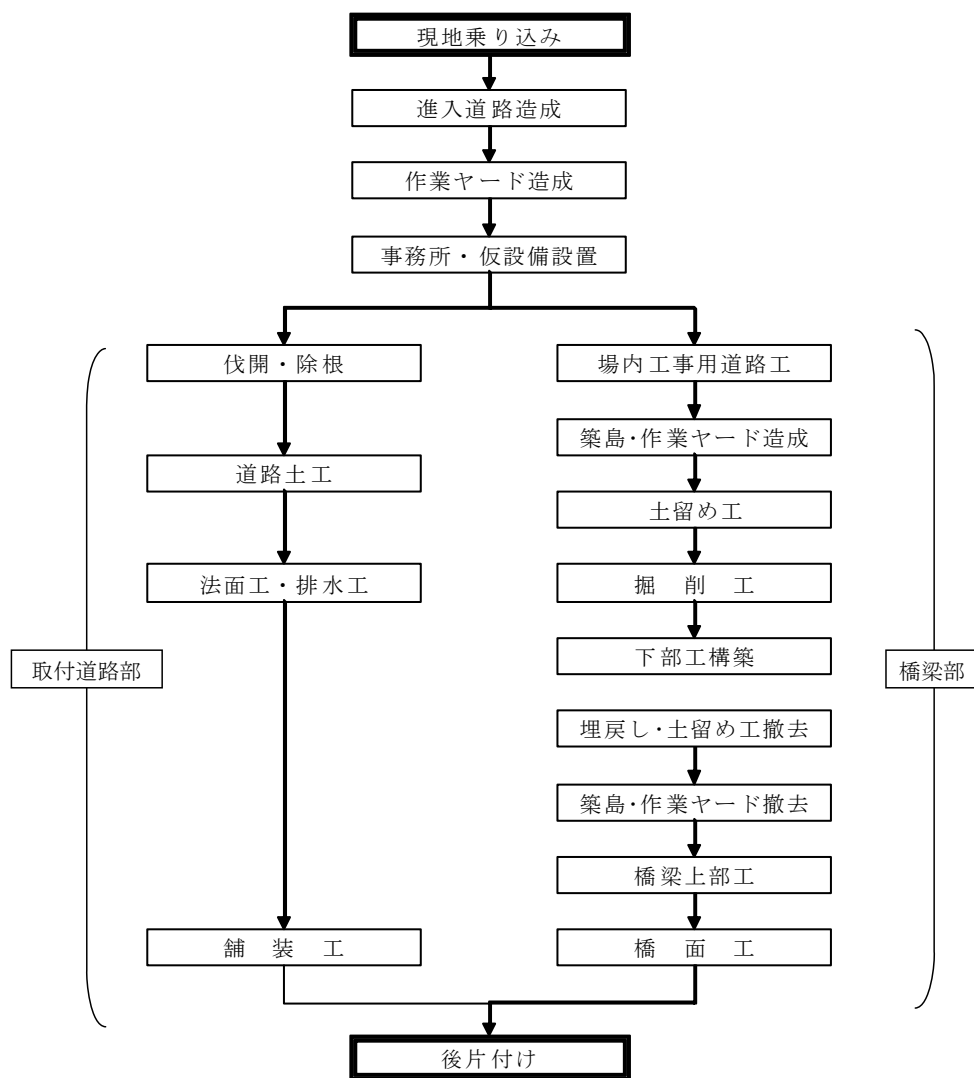 現地乗り込み
進入道路造成
作業ヤード造成
事務所・仮設備設置
伐開・除根
道路土工
法面工・排水工
舗 装 工
取付道路部
場内工事用道路工
築島・作業ヤード造成
土留め工
掘 削 工
下部工構築
埋戻し・土留め工撤去
築島・作業ヤード撤去
橋梁上部工
橋 面 工
橋梁部
後片付け